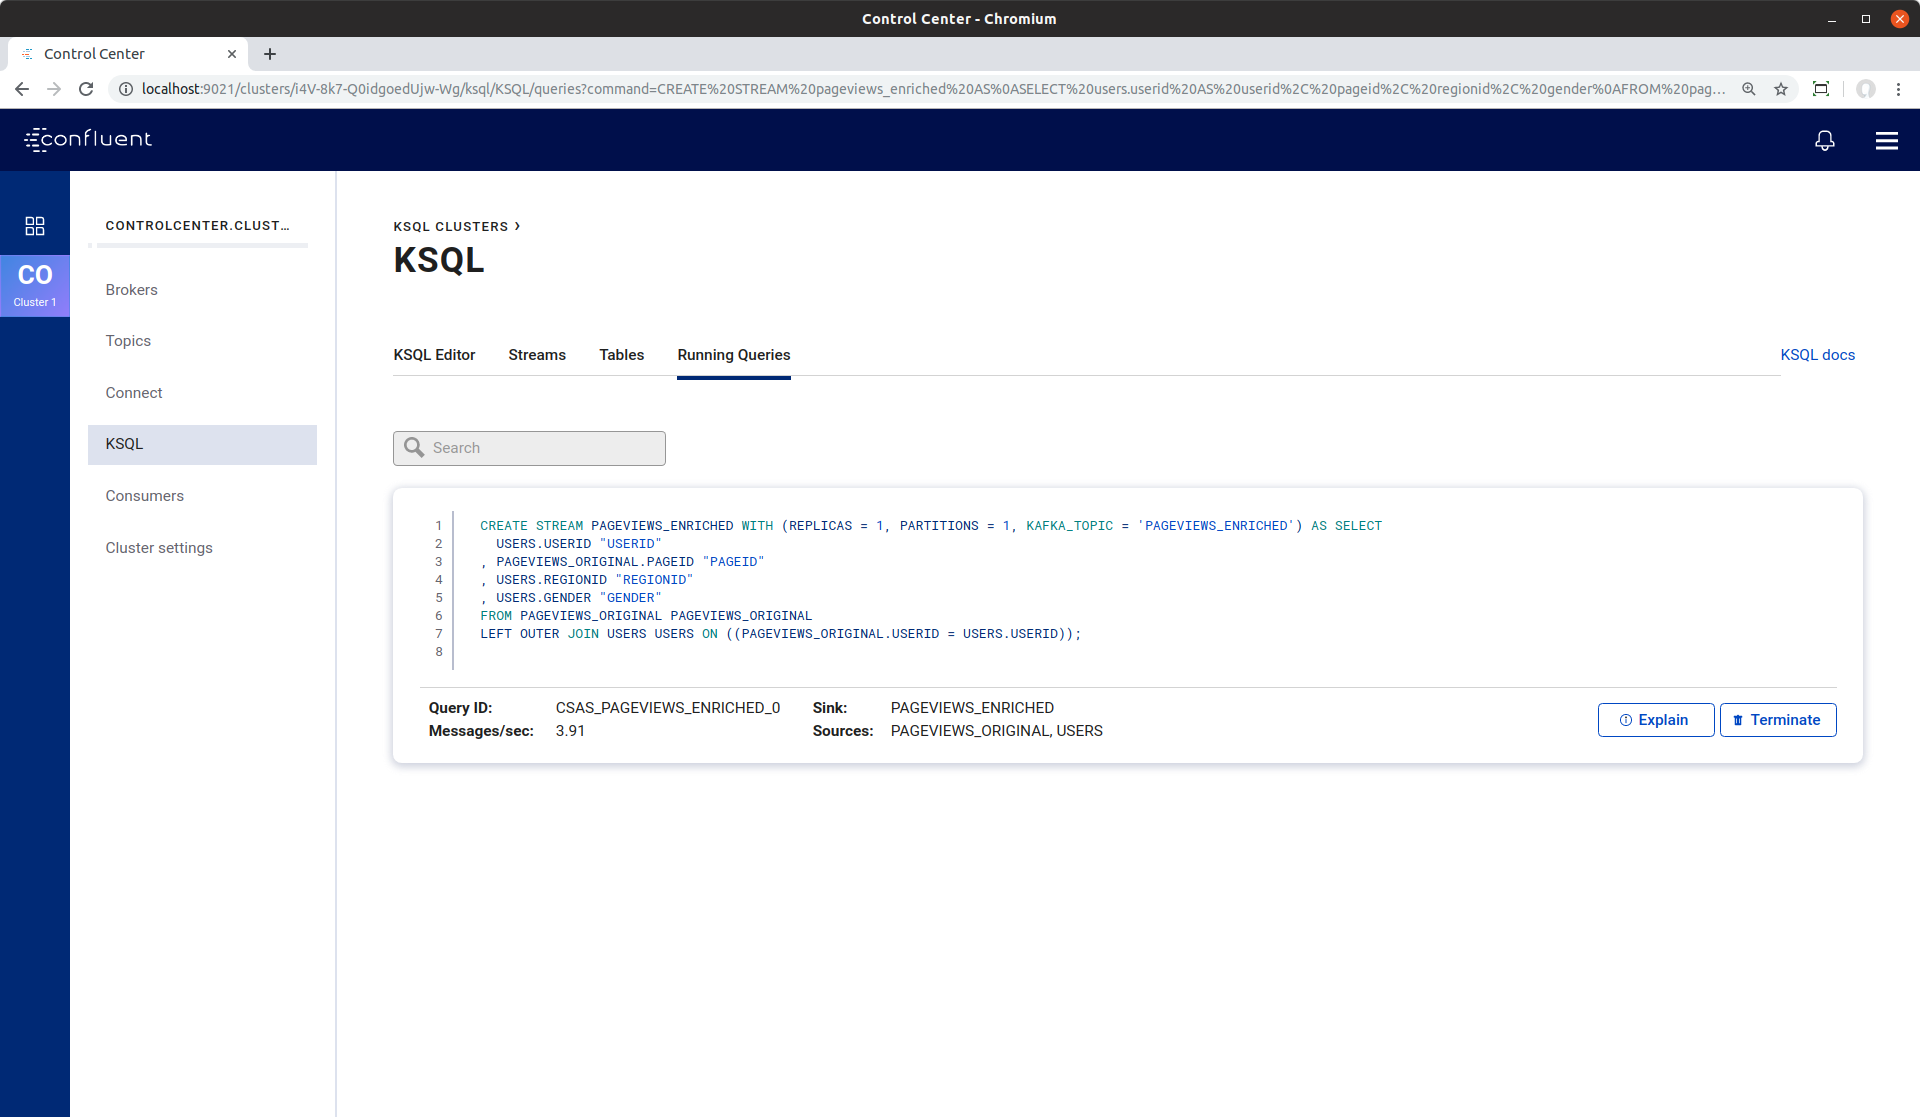 Control Center - Chromium
Control Center
localhost:9021/clusters/i4V-8k7-Q0idgoedUjw-Wg/ksql/KSQL/queries?command=CREATE%20STREAM%20pageviews_enriched%20AS%0ASELECT%20users.userid%20AS%20userid%2C%20pageid%2C%20regionid%2C%20gender%0AFROM%20pag...
confluent
CO
Cluster 1
CONTROLCENTER.CLUST...
Brokers
Topics
Connect
KSQL
Consumers
Cluster settings
KSQL CLUSTERS ›
KSQL
KSQL Editor Streams Tables Running Queries KSQL docs
Search
1 CREATE STREAM PAGEVIEWS_ENRICHED WITH (REPLICAS = 1, PARTITIONS = 1, KAFKA_TOPIC = 'PAGEVIEWS_ENRICHED') AS SELECT
2 USERS.USERID "USERID"
3 , PAGEVIEWS_ORIGINAL.PAGEID "PAGEID"
4 , USERS.REGIONID "REGIONID"
5 , USERS.GENDER "GENDER"
6 FROM PAGEVIEWS_ORIGINAL PAGEVIEWS_ORIGINAL
7 LEFT OUTER JOIN USERS USERS ON ((PAGEVIEWS_ORIGINAL.USERID = USERS.USERID));
8
Query ID: CSAS_PAGEVIEWS_ENRICHED_0 Sink: PAGEVIEWS_ENRICHED
Messages/sec: 3.91 Sources: PAGEVIEWS_ORIGINAL, USERS
Explain Terminate